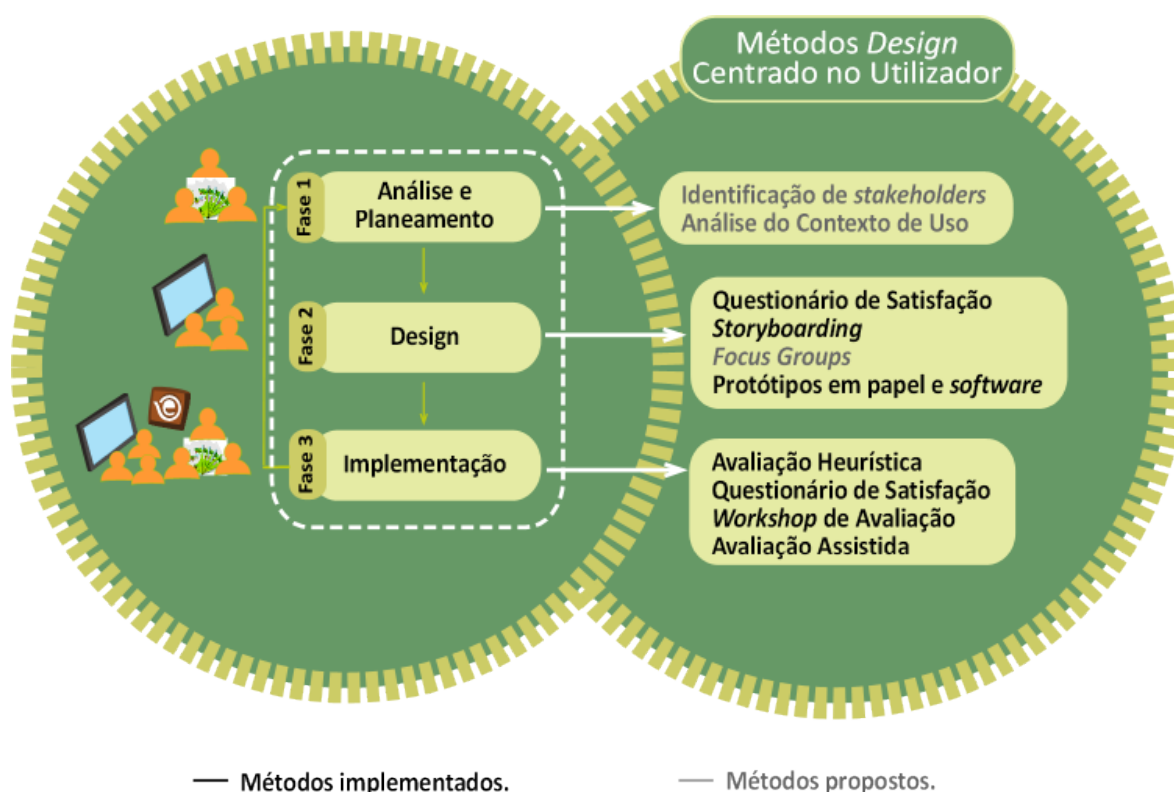 Métodos Design
Centrado no Utilizador
Fase 1
Análise e
Planeamento
Identificação de stakeholders
Análise do Contexto de Uso
Fase 2
Design
Questionário de Satisfação
Storyboarding
Focus Groups
Protótipos em papel e software
Fase 3
Implementação
Avaliação Heurística
Questionário de Satisfação
Workshop de Avaliação
Avaliação Assistida
Métodos implementados.
Métodos propostos.